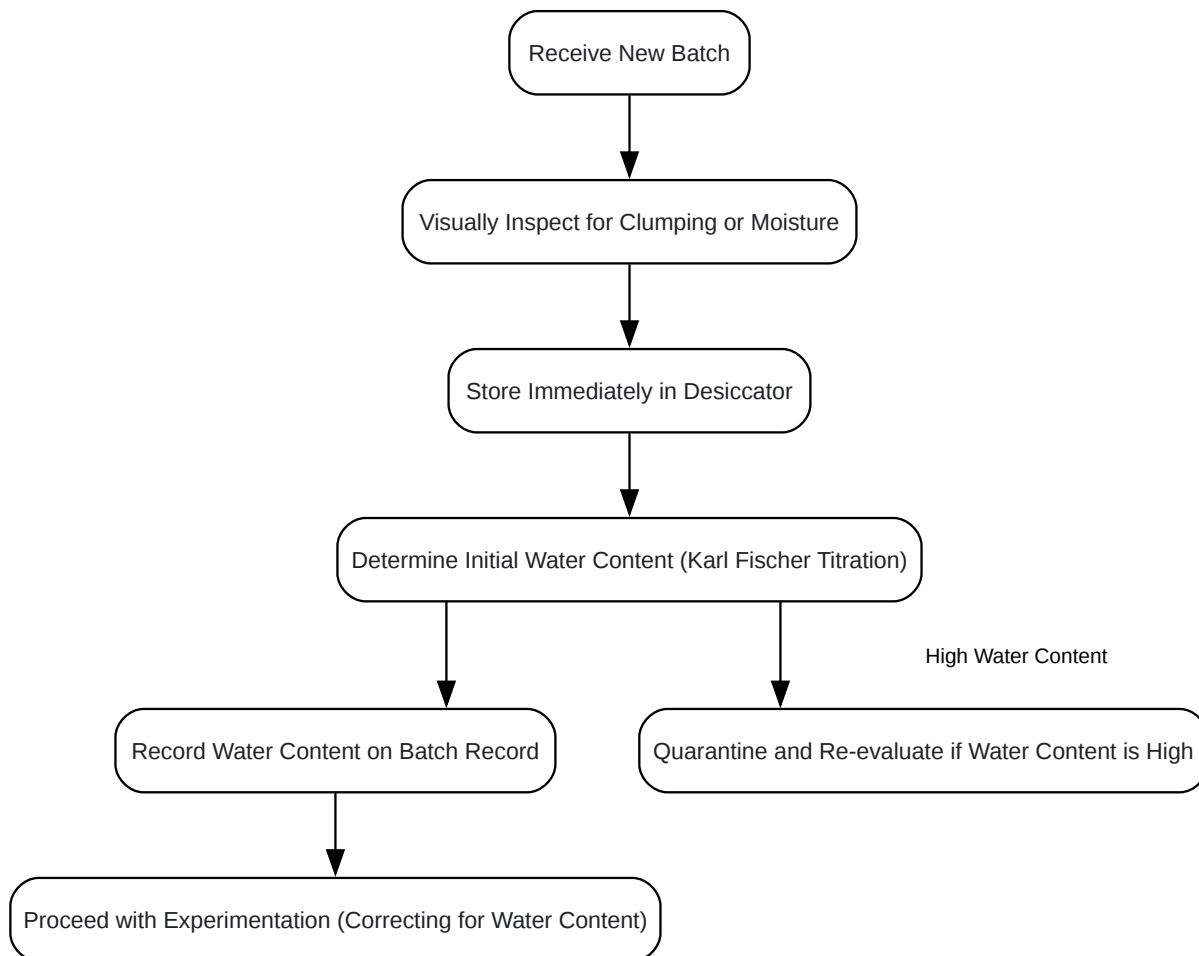 Receive New Batch
Visually Inspect for Clumping or Moisture
Store Immediately in Desiccator
Determine Initial Water Content (Karl Fischer Titration)
High Water Content
Record Water Content on Batch Record
Quarantine and Re-evaluate if Water Content is High
Proceed with Experimentation (Correcting for Water Content)